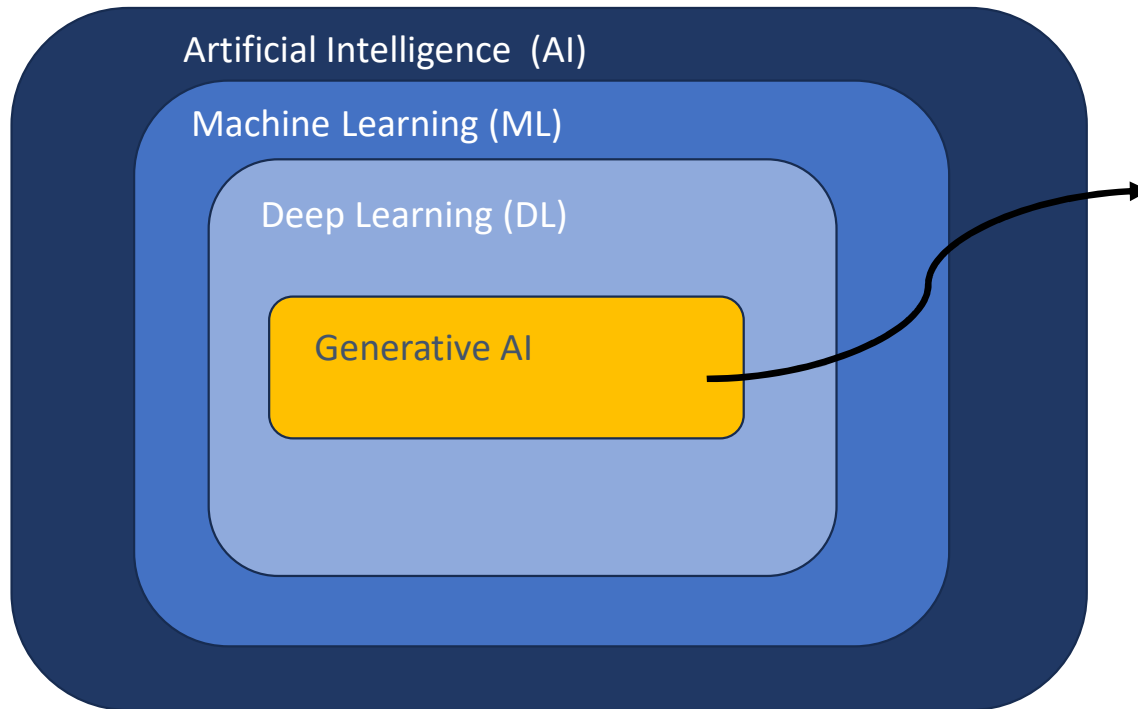 Artificial Intelligence  (AI)
Machine Learning (ML)
Deep Learning (DL)
Generative AI